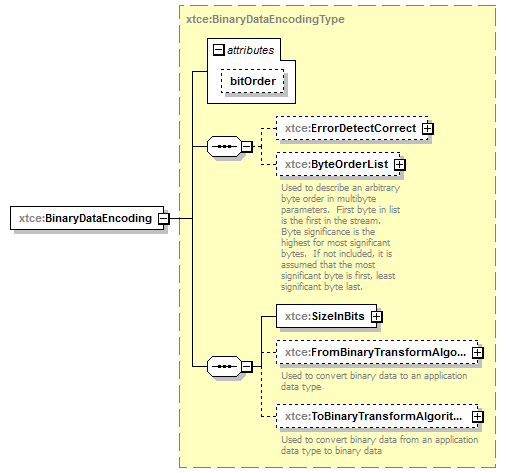 xtce:BinaryDataEncodingType
attributes
bitOrder
xtce:ErrorDetectCorrect
xtce:ByteOrderList
Used to describe an arbitrary
byte order in multibyte
parameters. First byte in list
is the first in the stream.
Byte significance is the
highest for most significant
bytes. If not included, it is
assumed that the most
significant byte is first, least
significant byte last.
xtce:BinaryDataEncoding
xtce:SizeInBits
xtce:FromBinaryTransformAlgo...
Used to convert binary data to an application
data type
xtce:ToBinaryTransformAlgorit...
Used to convert binary data from an application
data type to binary data